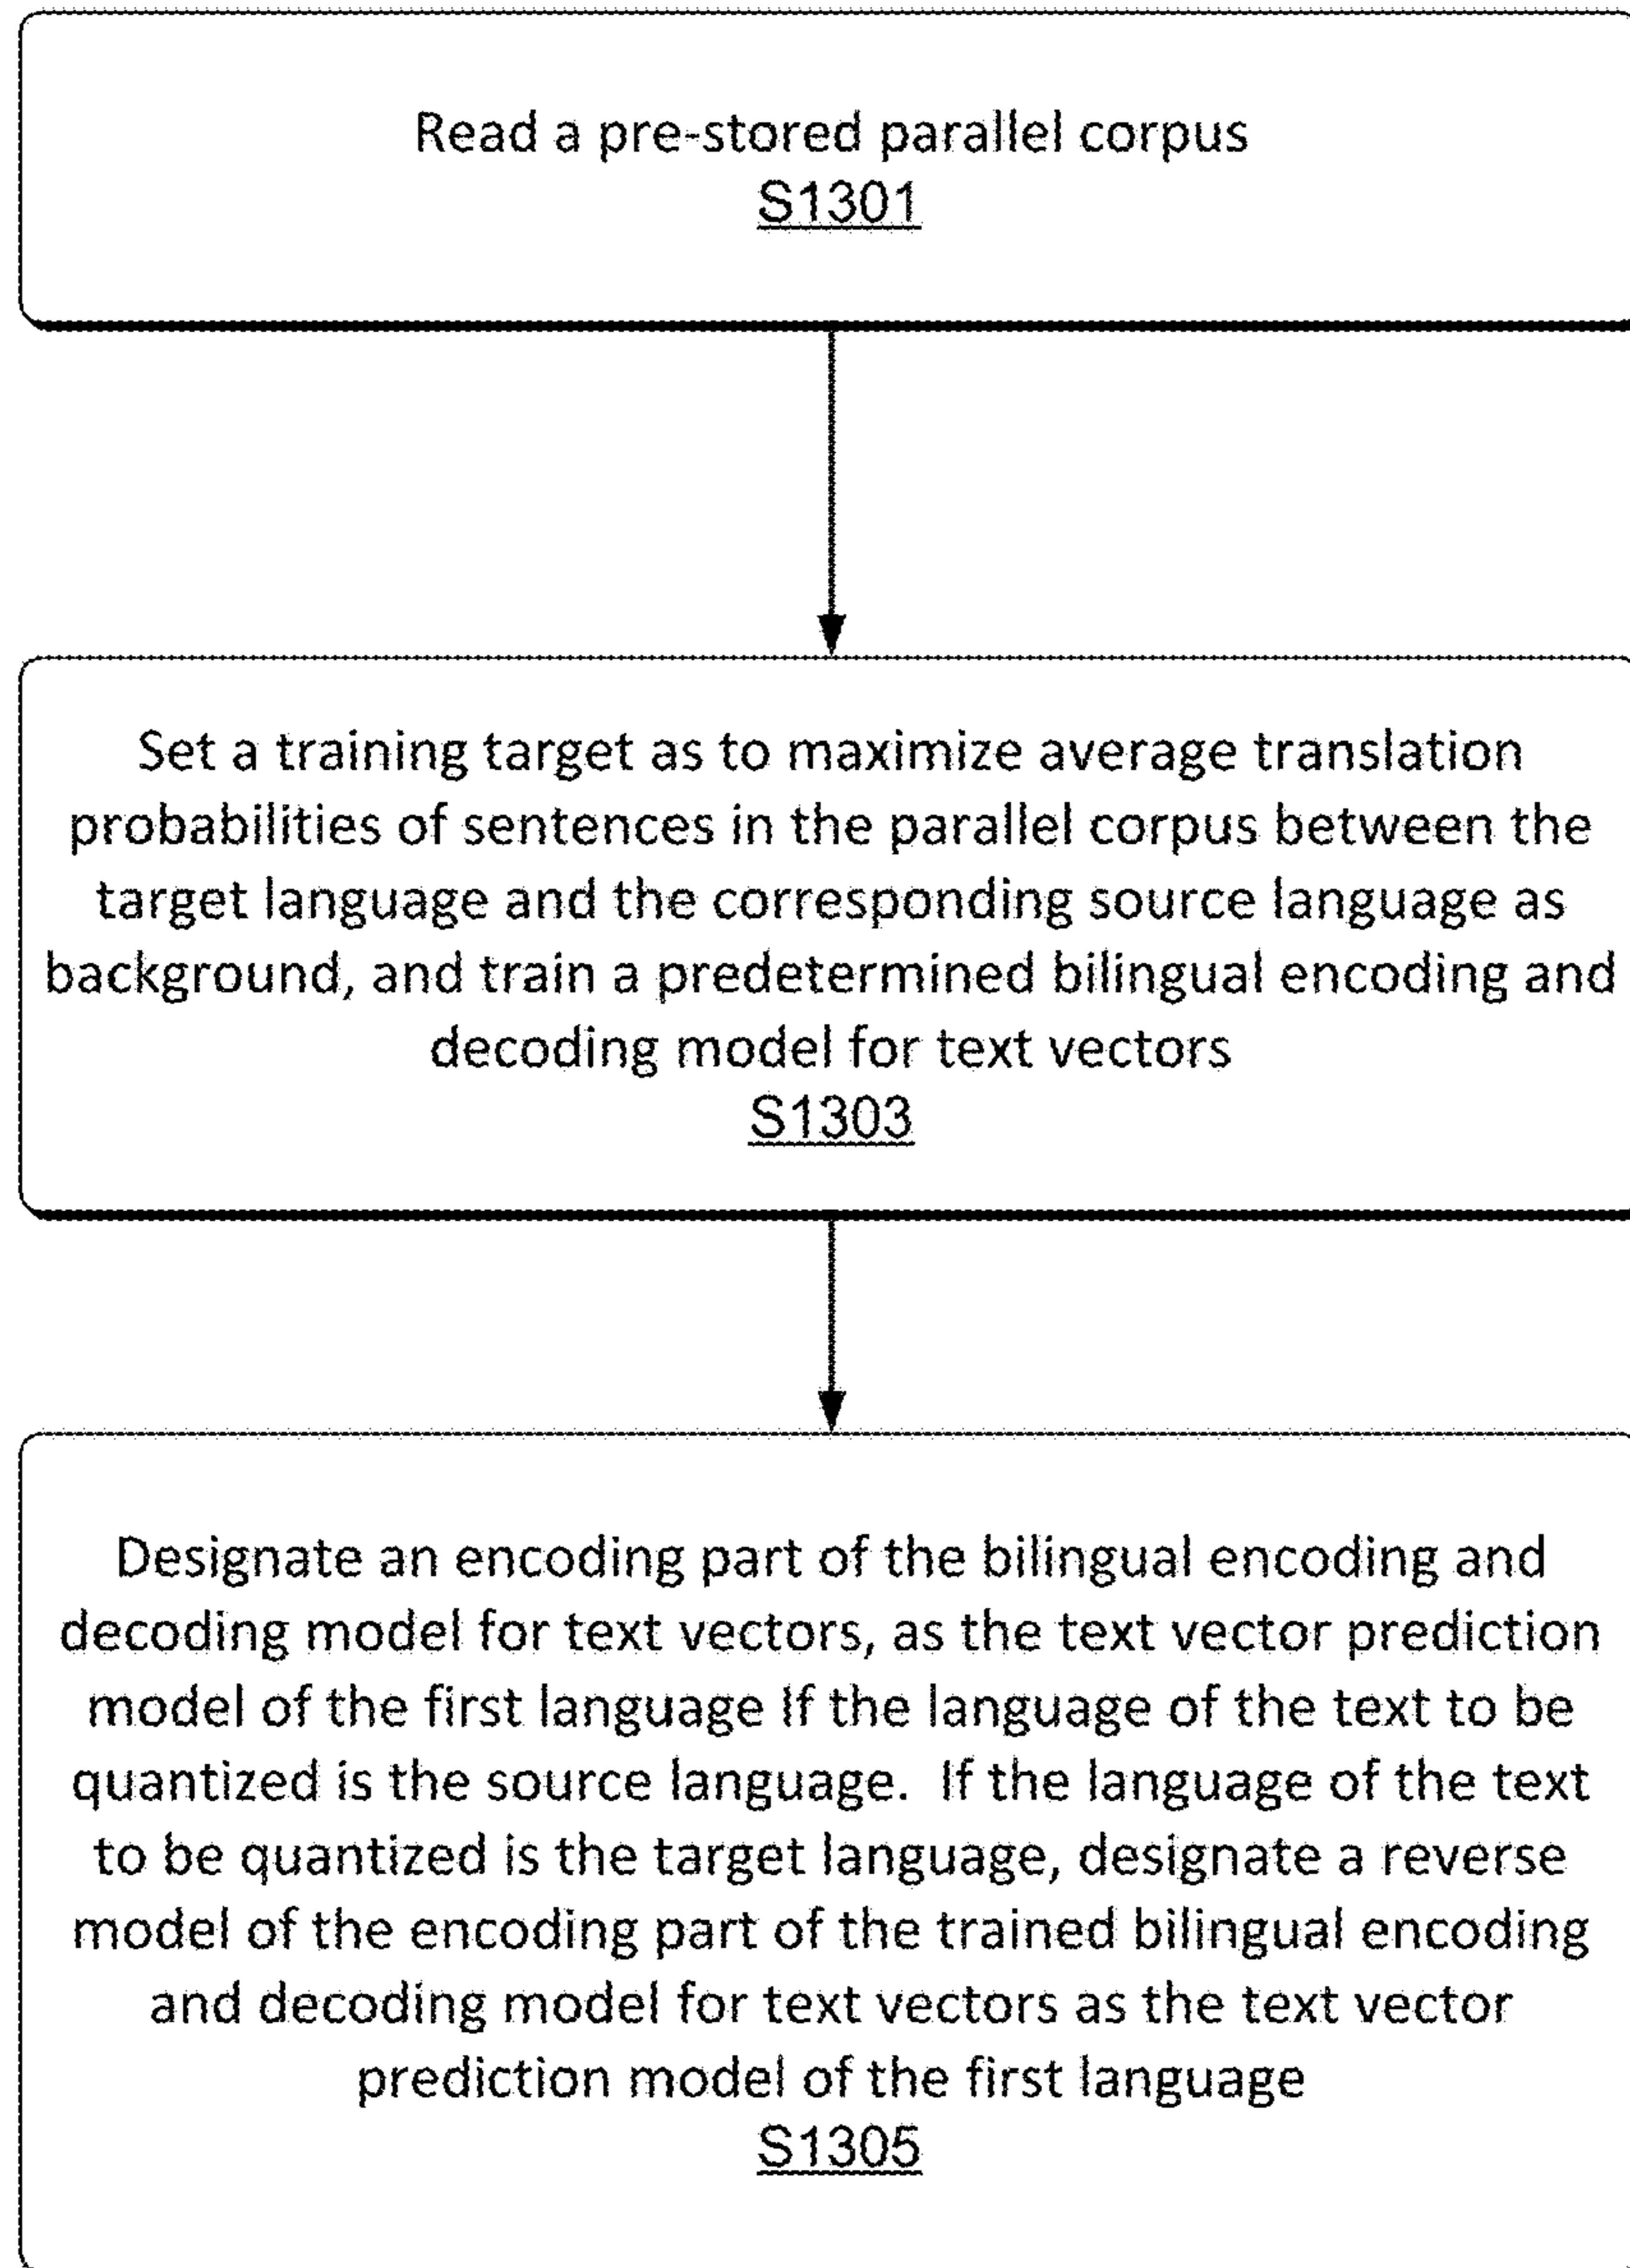 Read a pre-stored parallel corpus
S1301
Set a training target as to maximize average translation
probabilities of sentences in the parallel corpus between the
target language and the corresponding source language as
background, and train a predetermined bilingual encoding and
decoding model for text vectors
S1303
Designate an encoding part of the bilingual encoding and
decoding model for text vectors, as the text vector prediction
model of the first language If the language of the text to be
quantized is the source language.  If the language of the text
to be quantized is the target language, designate a reverse
model of the encoding part of the trained bilingual encoding
and decoding model for text vectors as the text vector
prediction model of the first language
S1305